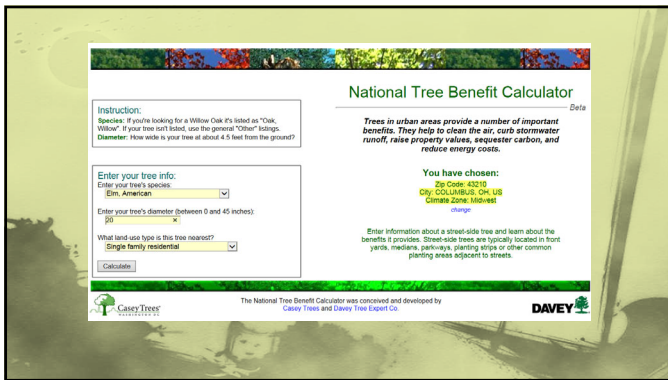 National Tree Benefit Calculator
Beta
Instruction:
Species: If you're looking for a Willow Oak it's listed as "Oak,
Willow". If your tree isn't listed, use the general "Other" listings.
Diameter: How wide is your tree at about 4.5 feet from the ground?
Enter your tree info:
Enter your tree's species:
Elm, American
Enter your tree's diameter (between 0 and 45 inches):
20 ×
What land-use type is this tree nearest?
Single family residential
Calculate
Trees in urban areas provide a number of important
benefits. They help to clean the air, curb stormwater
runoff, raise property values, sequester carbon, and
reduce energy costs.
You have chosen:
Zip Code: 43210
City: COLUMBUS, OH, US
Climate Zone: Midwest
change
Enter information about a street-side tree and learn about the
benefits it provides. Street-side trees are typically located in front
yards, medians, parkways, planting strips or other common
planting areas adjacent to streets.
Casey Trees
WASHINGTON DC
The National Tree Benefit Calculator was conceived and developed by
Casey Trees and Davey Tree Expert Co.
DAVEY